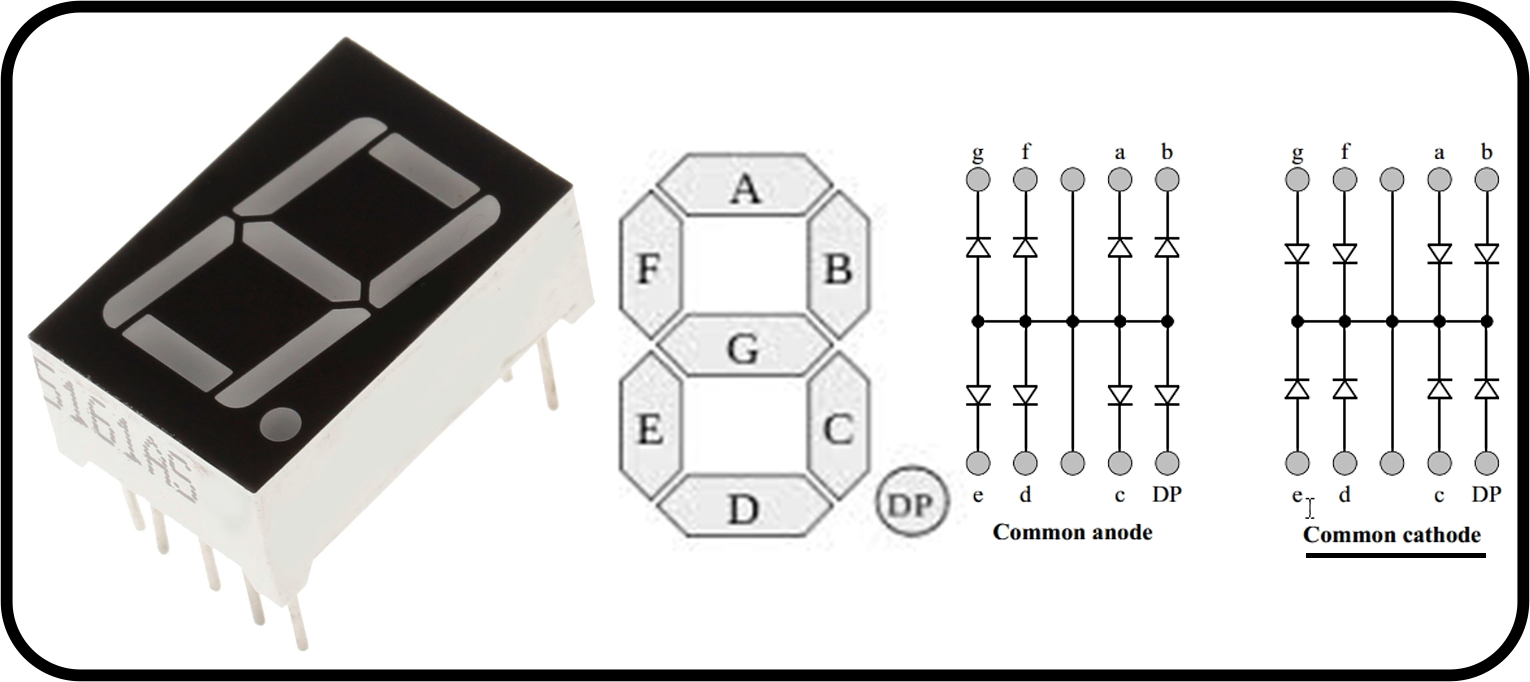 5161AS
A
F
B
G
E
C
D
DP
g f a b
e d c DP
Common anode
g f a b
e d c DP
Common cathode